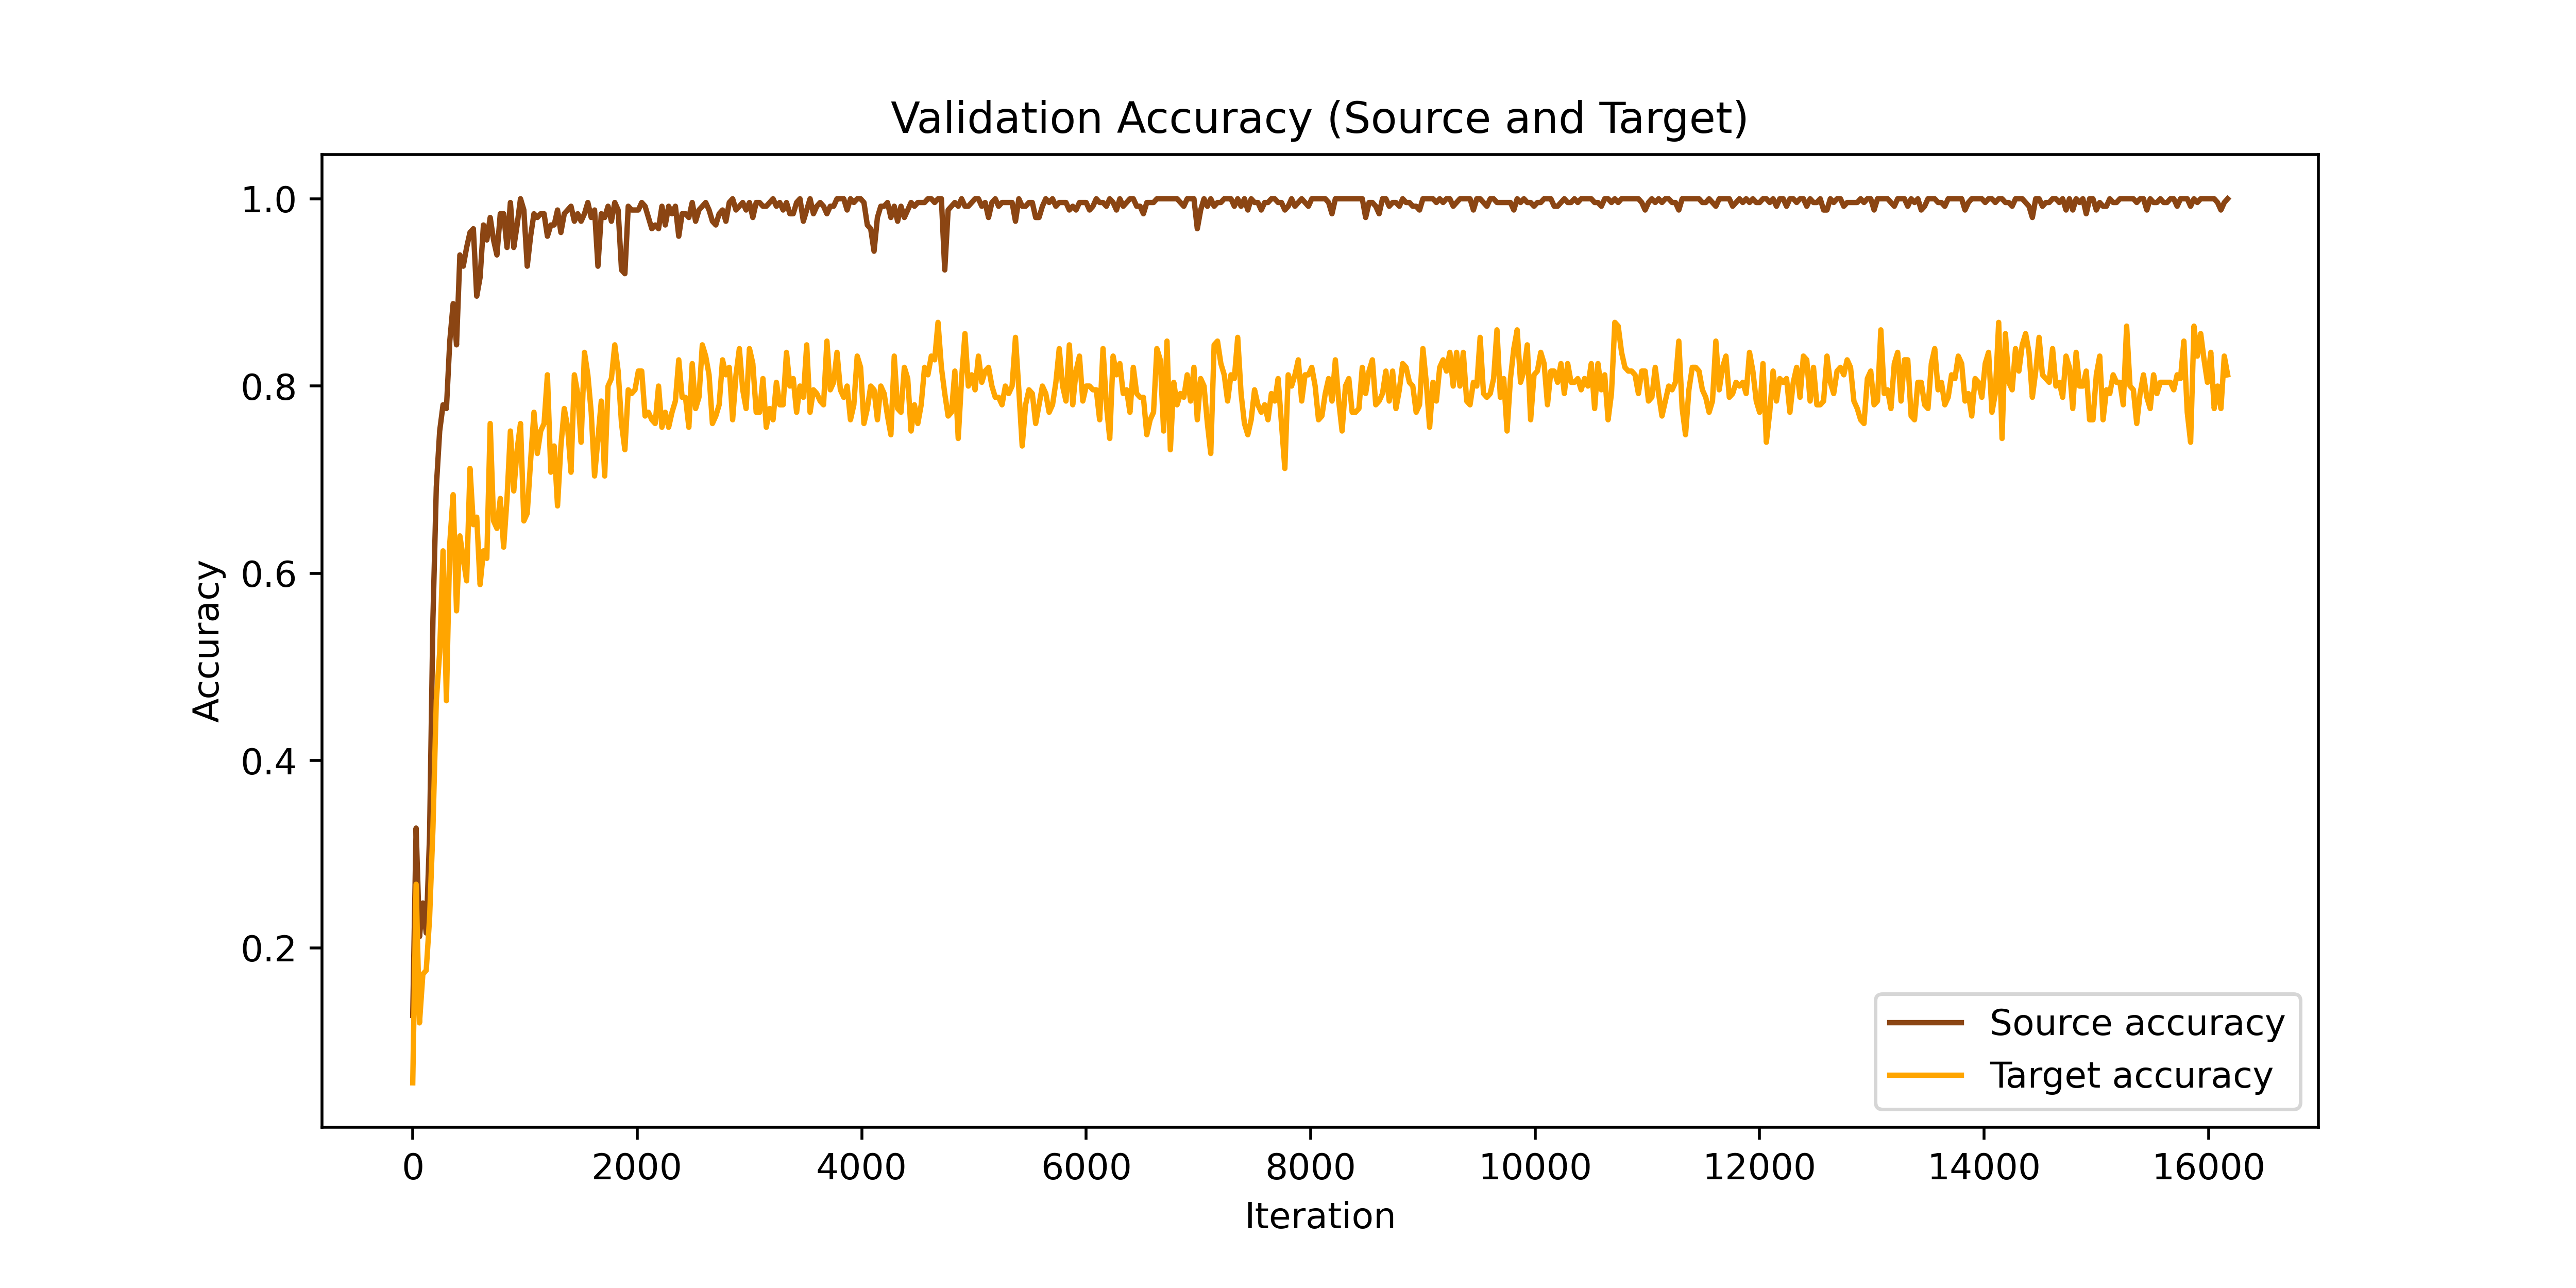 Validation Accuracy (Source and Target)
1.0
0.8
0.6
0.4
0.2
Accuracy
0 2000 4000 6000 8000 10000 12000 14000 16000
Iteration
Source accuracy
Target accuracy